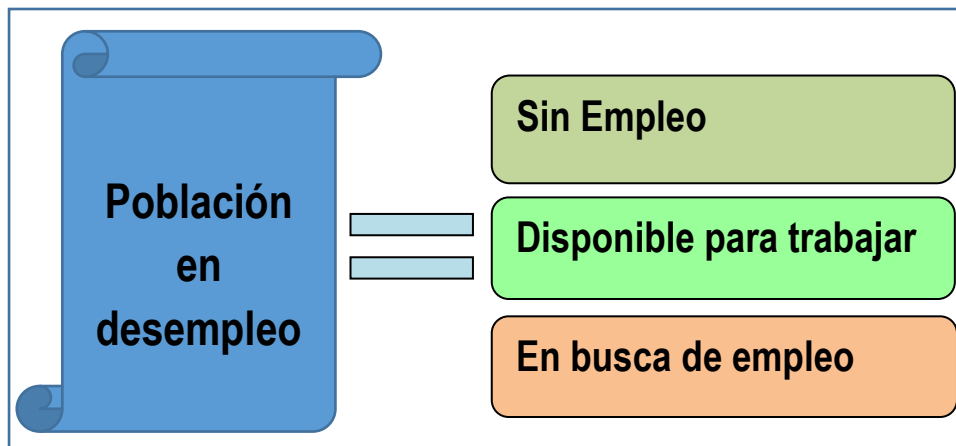 Población
en
desempleo
Sin Empleo
Disponible para trabajar
En busca de empleo